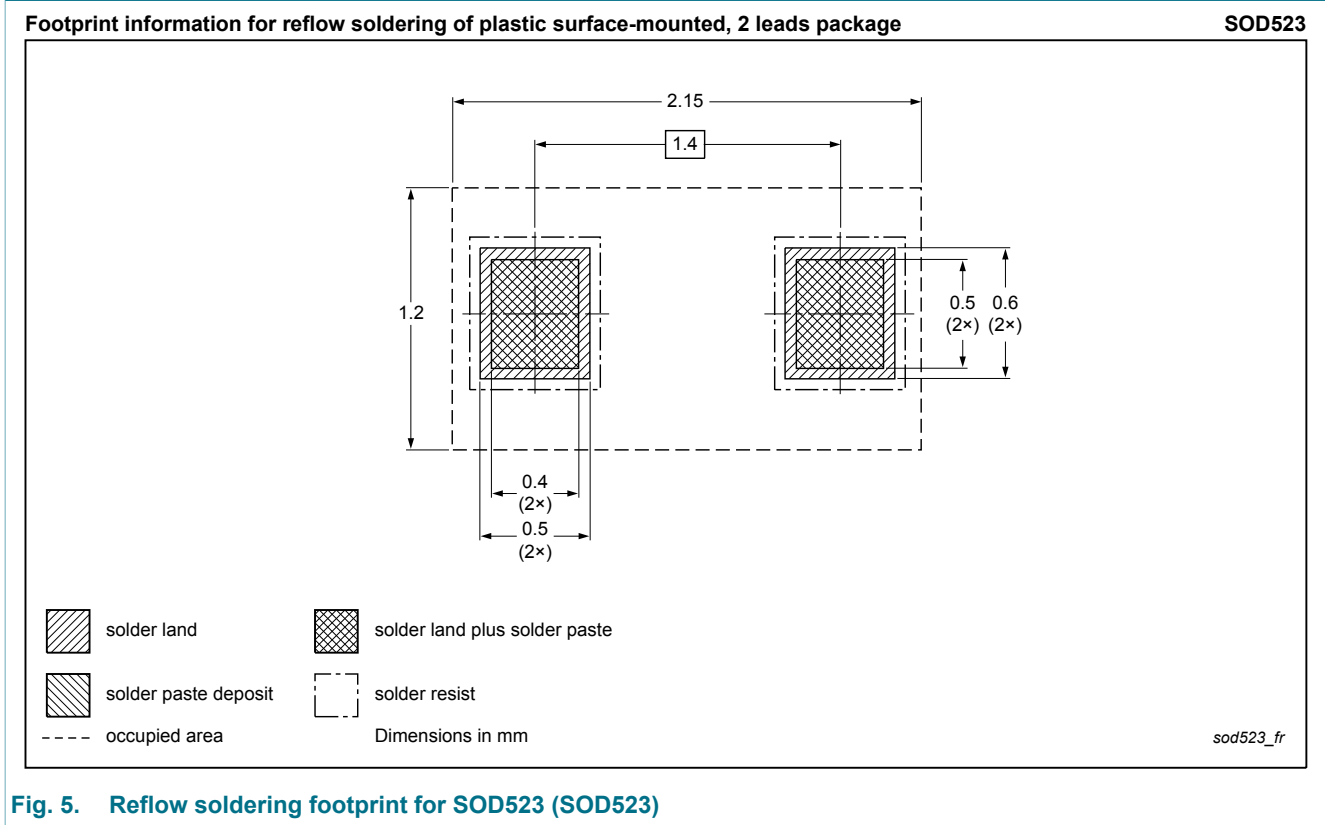 Footprint information for reflow soldering of plastic surface-mounted, 2 leads package SOD523
2.15
1.4
1.2
0.5 0.6
(2×) (2×)
0.4
(2×)
0.5
(2×)
solder land
solder land plus solder paste
solder paste deposit
solder resist
occupied area
Dimensions in mm
sod523_fr
Fig. 5. Reflow soldering footprint for SOD523 (SOD523)